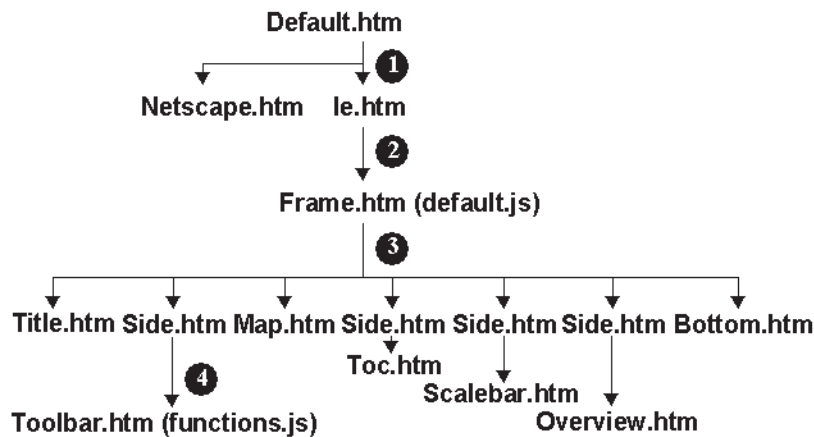 Default.htm
1
Netscape.htm Ie.htm
2
Frame.htm (default.js)
3
Title.htm Side.htm Map.htm Side.htm Side.htm Side.htm Bottom.htm
Toc.htm
4
Scalebar.htm
Toolbar.htm (functions.js)
Overview.htm